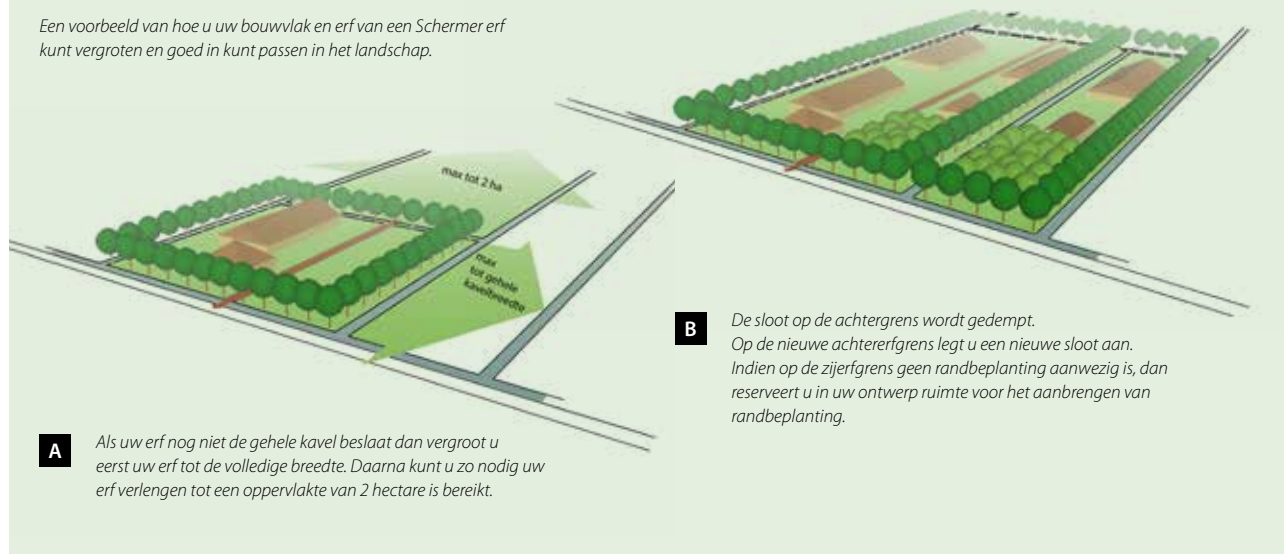 Een voorbeeld van hoe u uw bouwvlak en erf van een Schermer erf
kunt vergroten en goed in kunt passen in het landschap.
max tot 2 ha
max
tot gehele
kavelbreedte
B
De sloot op de achtergrens wordt gedempt.
Op de nieuwe achtererfgrens legt u een nieuwe sloot aan.
Indien op de zijerfgrens geen randbeplanting aanwezig is, dan
reserveert u in uw ontwerp ruimte voor het aanbrengen van
randbeplanting.
A
Als uw erf nog niet de gehele kavel beslaat dan vergroot u
eerst uw erf tot de volledige breedte. Daarna kunt u zo nodig uw
erf verlengen tot een oppervlakte van 2 hectare is bereikt.